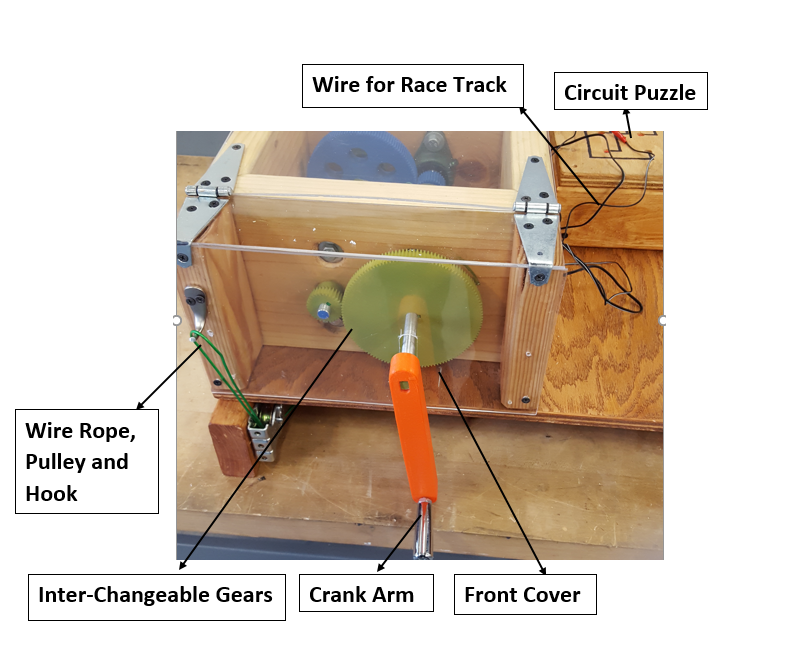 Wire for Race Track
Circuit Puzzle
Wire Rope,
Pulley and
Hook
Inter-Changeable Gears
Crank Arm
Front Cover